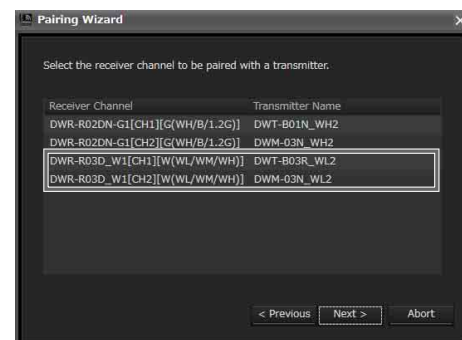 Pairing Wizard
Select the receiver channel to be paired with a transmitter.
Receiver Channel Transmitter Name
DWR-R02DN-G1[CH1][G(WH/B/1.2G)] DWT-B01N_WH2
DWR-R02DN-G1[CH2][G(WH/B/1.2G)] DWM-03N_WH2
DWR-R03D_W1[CH1][W(WL/WM/WH)] DWT-B03R_WL2
DWR-R03D_W1[CH2][W(WL/WM/WH)] DWM-03N_WL2
< Previous Next > Abort